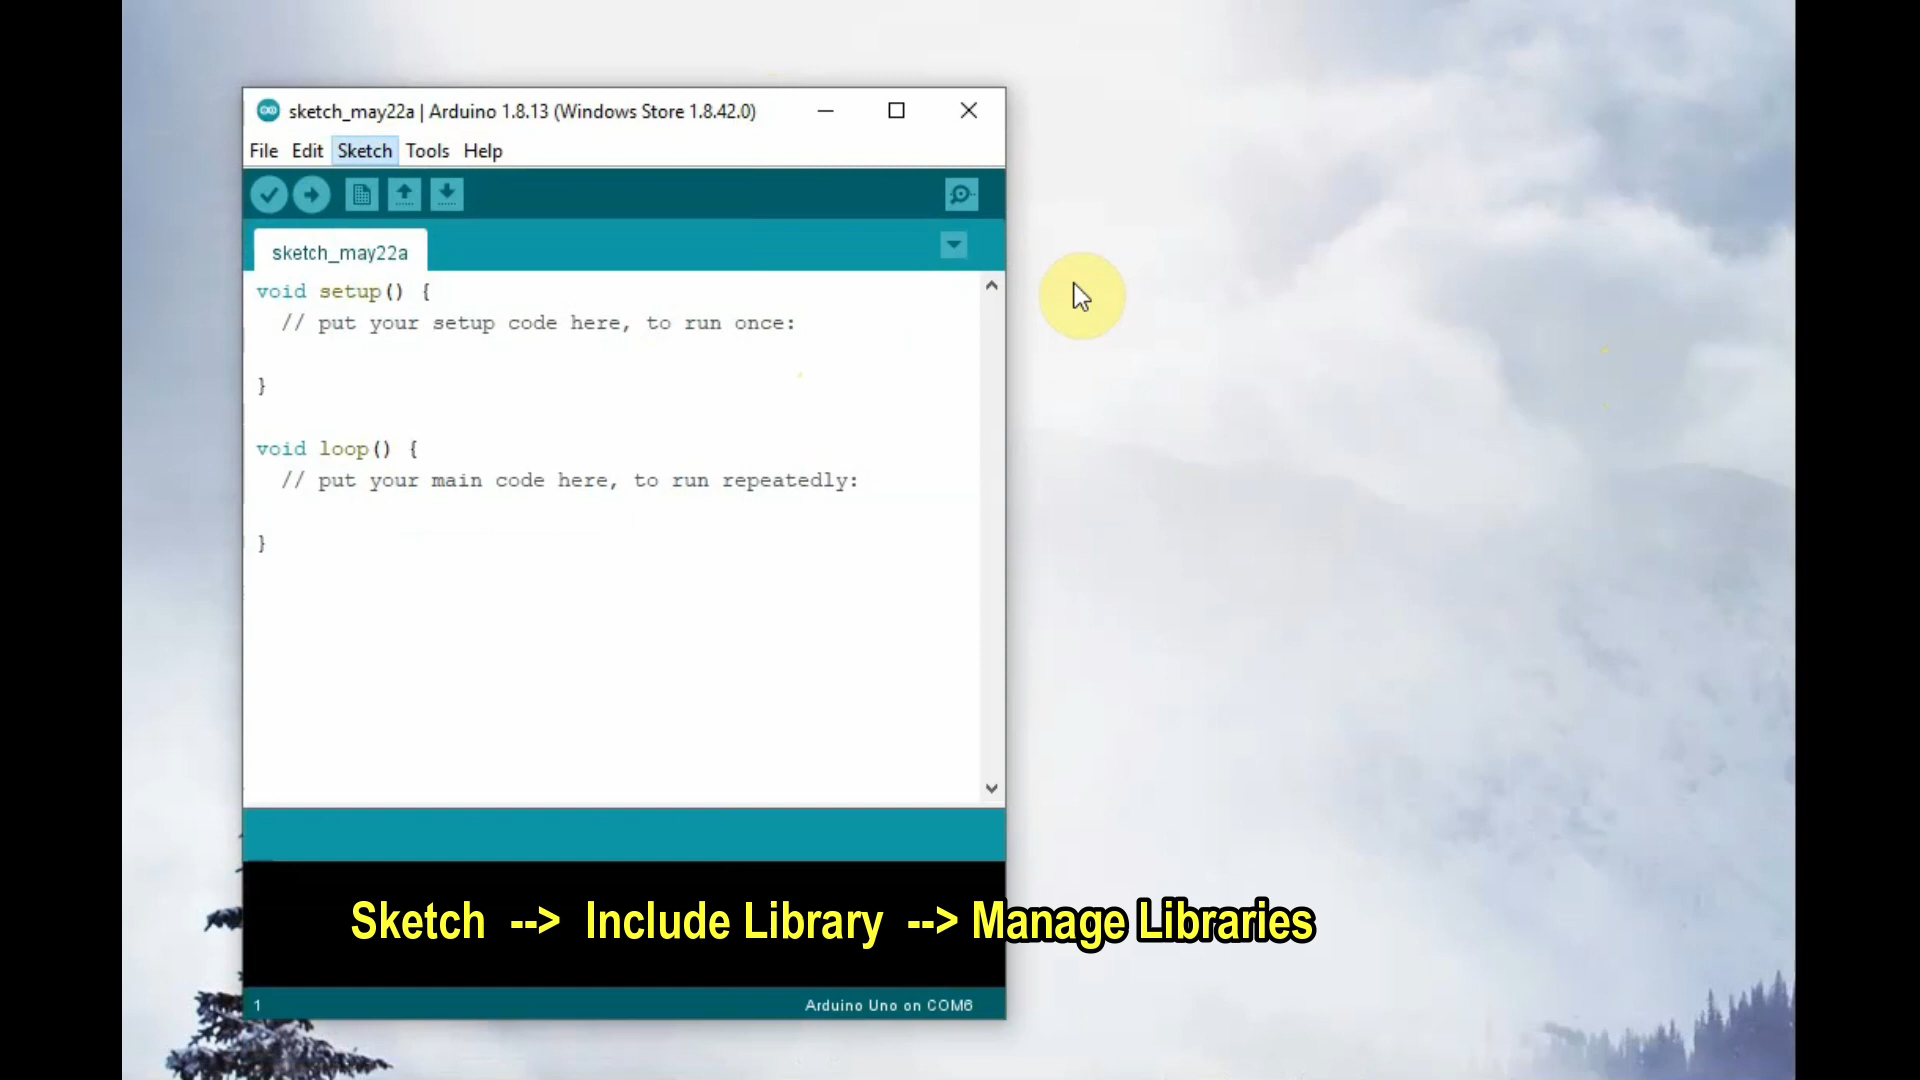 sketch_may22a | Arduino 1.8.13 (Windows Store 1.8.42.0)
File Edit Sketch Tools Help
sketch_may22a
void setup() {
  // put your setup code here, to run once:
}
void loop() {
  // put your main code here, to run repeatedly:
}
Sketch --> Include Library --> Manage Libraries
1 Arduino Uno on COM6